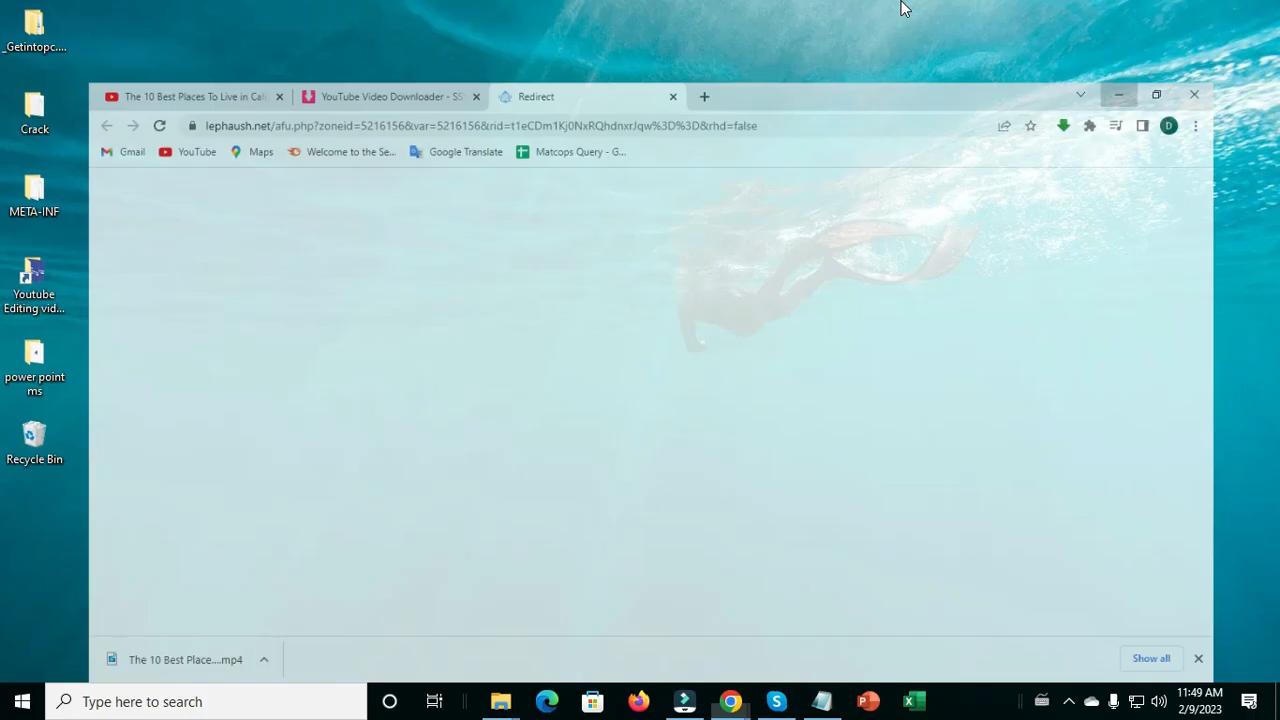 _Getintopc....
Crack
META-INF
Youtube
Editing vid...
power point
ms
Recycle Bin
The 10 Best Places To Live in Cali
YouTube Video Downloader - SS
Redirect
lephaush.net/afu.php?zoneid=5216156&var=5216156&rid=t1eCDm1Kj0NxRQhdnxrJqw%3D%3D&rhd=false
D
Gmail
YouTube
Maps
Welcome to the Se...
Google Translate
Matcops Query - G...
The 10 Best Place....mp4
Show all
Type here to search
11:49 AM
2/9/2023